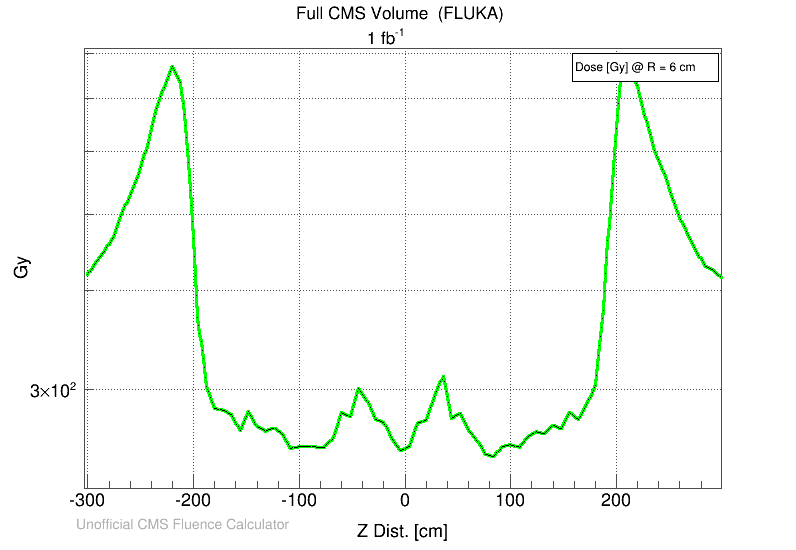 Full CMS Volume (FLUKA)
1 fb⁻¹
Dose [Gy] @ R = 6 cm
Gy
3×10²
-300 -200 -100 0 100 200
Unofficial CMS Fluence Calculator
Z Dist. [cm]